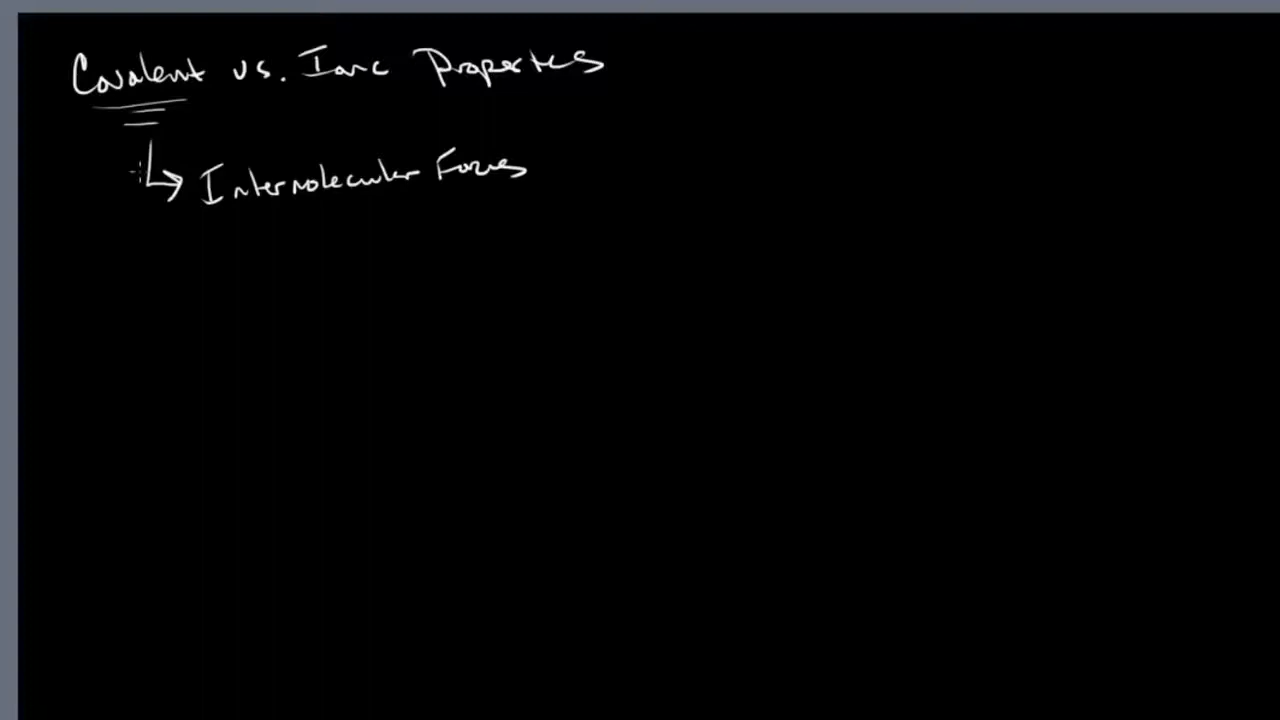 Covalent vs. Ionic Properties
Intermolecular Forces